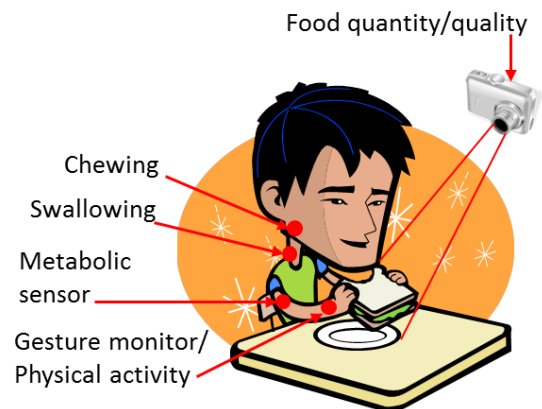 Food quantity/quality
Chewing
Swallowing
Metabolic
sensor
Gesture monitor/
Physical activity